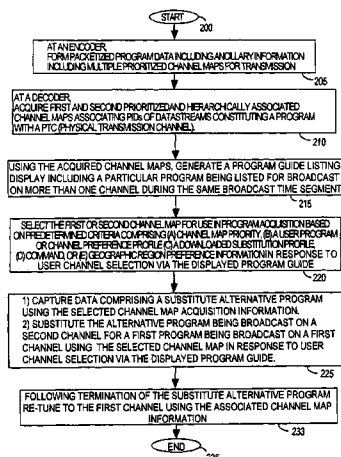 START
200
AT AN ENCODER,
FORM PACKETIZED PROGRAM DATA INCLUDING ANCILLARY INFORMATION
INCLUDING MULTIPLE PRIORITIZED CHANNEL MAPS FOR TRANSMISSION
205
AT A DECODER,
ACQUIRE FIRST AND SECOND PRIORITIZED AND HIERARCHICALLY ASSOCIATED
CHANNEL MAPS ASSOCIATING PIDs OF DATASTREAMS CONSTITUTING A PROGRAM
WITH A PTC (PHYSICAL TRANSMISSION CHANNEL).
210
USING THE ACQUIRED CHANNEL MAPS, GENERATE A PROGRAM GUIDE LISTING
DISPLAY INCLUDING A PARTICULAR PROGRAM BEING LISTED FOR BROADCAST
ON MORE THAN ONE CHANNEL DURING THE SAME BROADCAST TIME SEGMENT
215
SELECT THE FIRST OR SECOND CHANNEL MAP FOR USE IN PROGRAM ACQUISITION BASED
ON PREDETERMINED CRITERIA COMPRISING (A) CHANNEL MAP PRIORITY, (B) A USER PROGRAM
OR CHANNEL PREFERENCE PROFILE (C) A DOWNLOADED SUBSTITUTION PROFILE,
(D) COMMAND, OR (E) GEOGRAPHIC REGION PREFERENCE INFORMATION IN RESPONSE TO
USER CHANNEL SELECTION VIA THE DISPLAYED PROGRAM GUIDE
220
1) CAPTURE DATA COMPRISING A SUBSTITUTE ALTERNATIVE PROGRAM
USING THE SELECTED CHANNEL MAP ACQUISITION INFORMATION.
2) SUBSTITUTE THE ALTERNATIVE PROGRAM BEING BROADCAST ON A
SECOND CHANNEL FOR A FIRST PROGRAM BEING BROADCAST ON A FIRST
CHANNEL USING THE SELECTED CHANNEL MAP IN RESPONSE TO USER
CHANNEL SELECTION VIA THE DISPLAYED PROGRAM GUIDE.
225
FOLLOWING TERMINATION OF THE SUBSTITUTE ALTERNATIVE PROGRAM
RE-TUNE TO THE FIRST CHANNEL USING THE ASSOCIATED CHANNEL MAP
INFORMATION
233
END